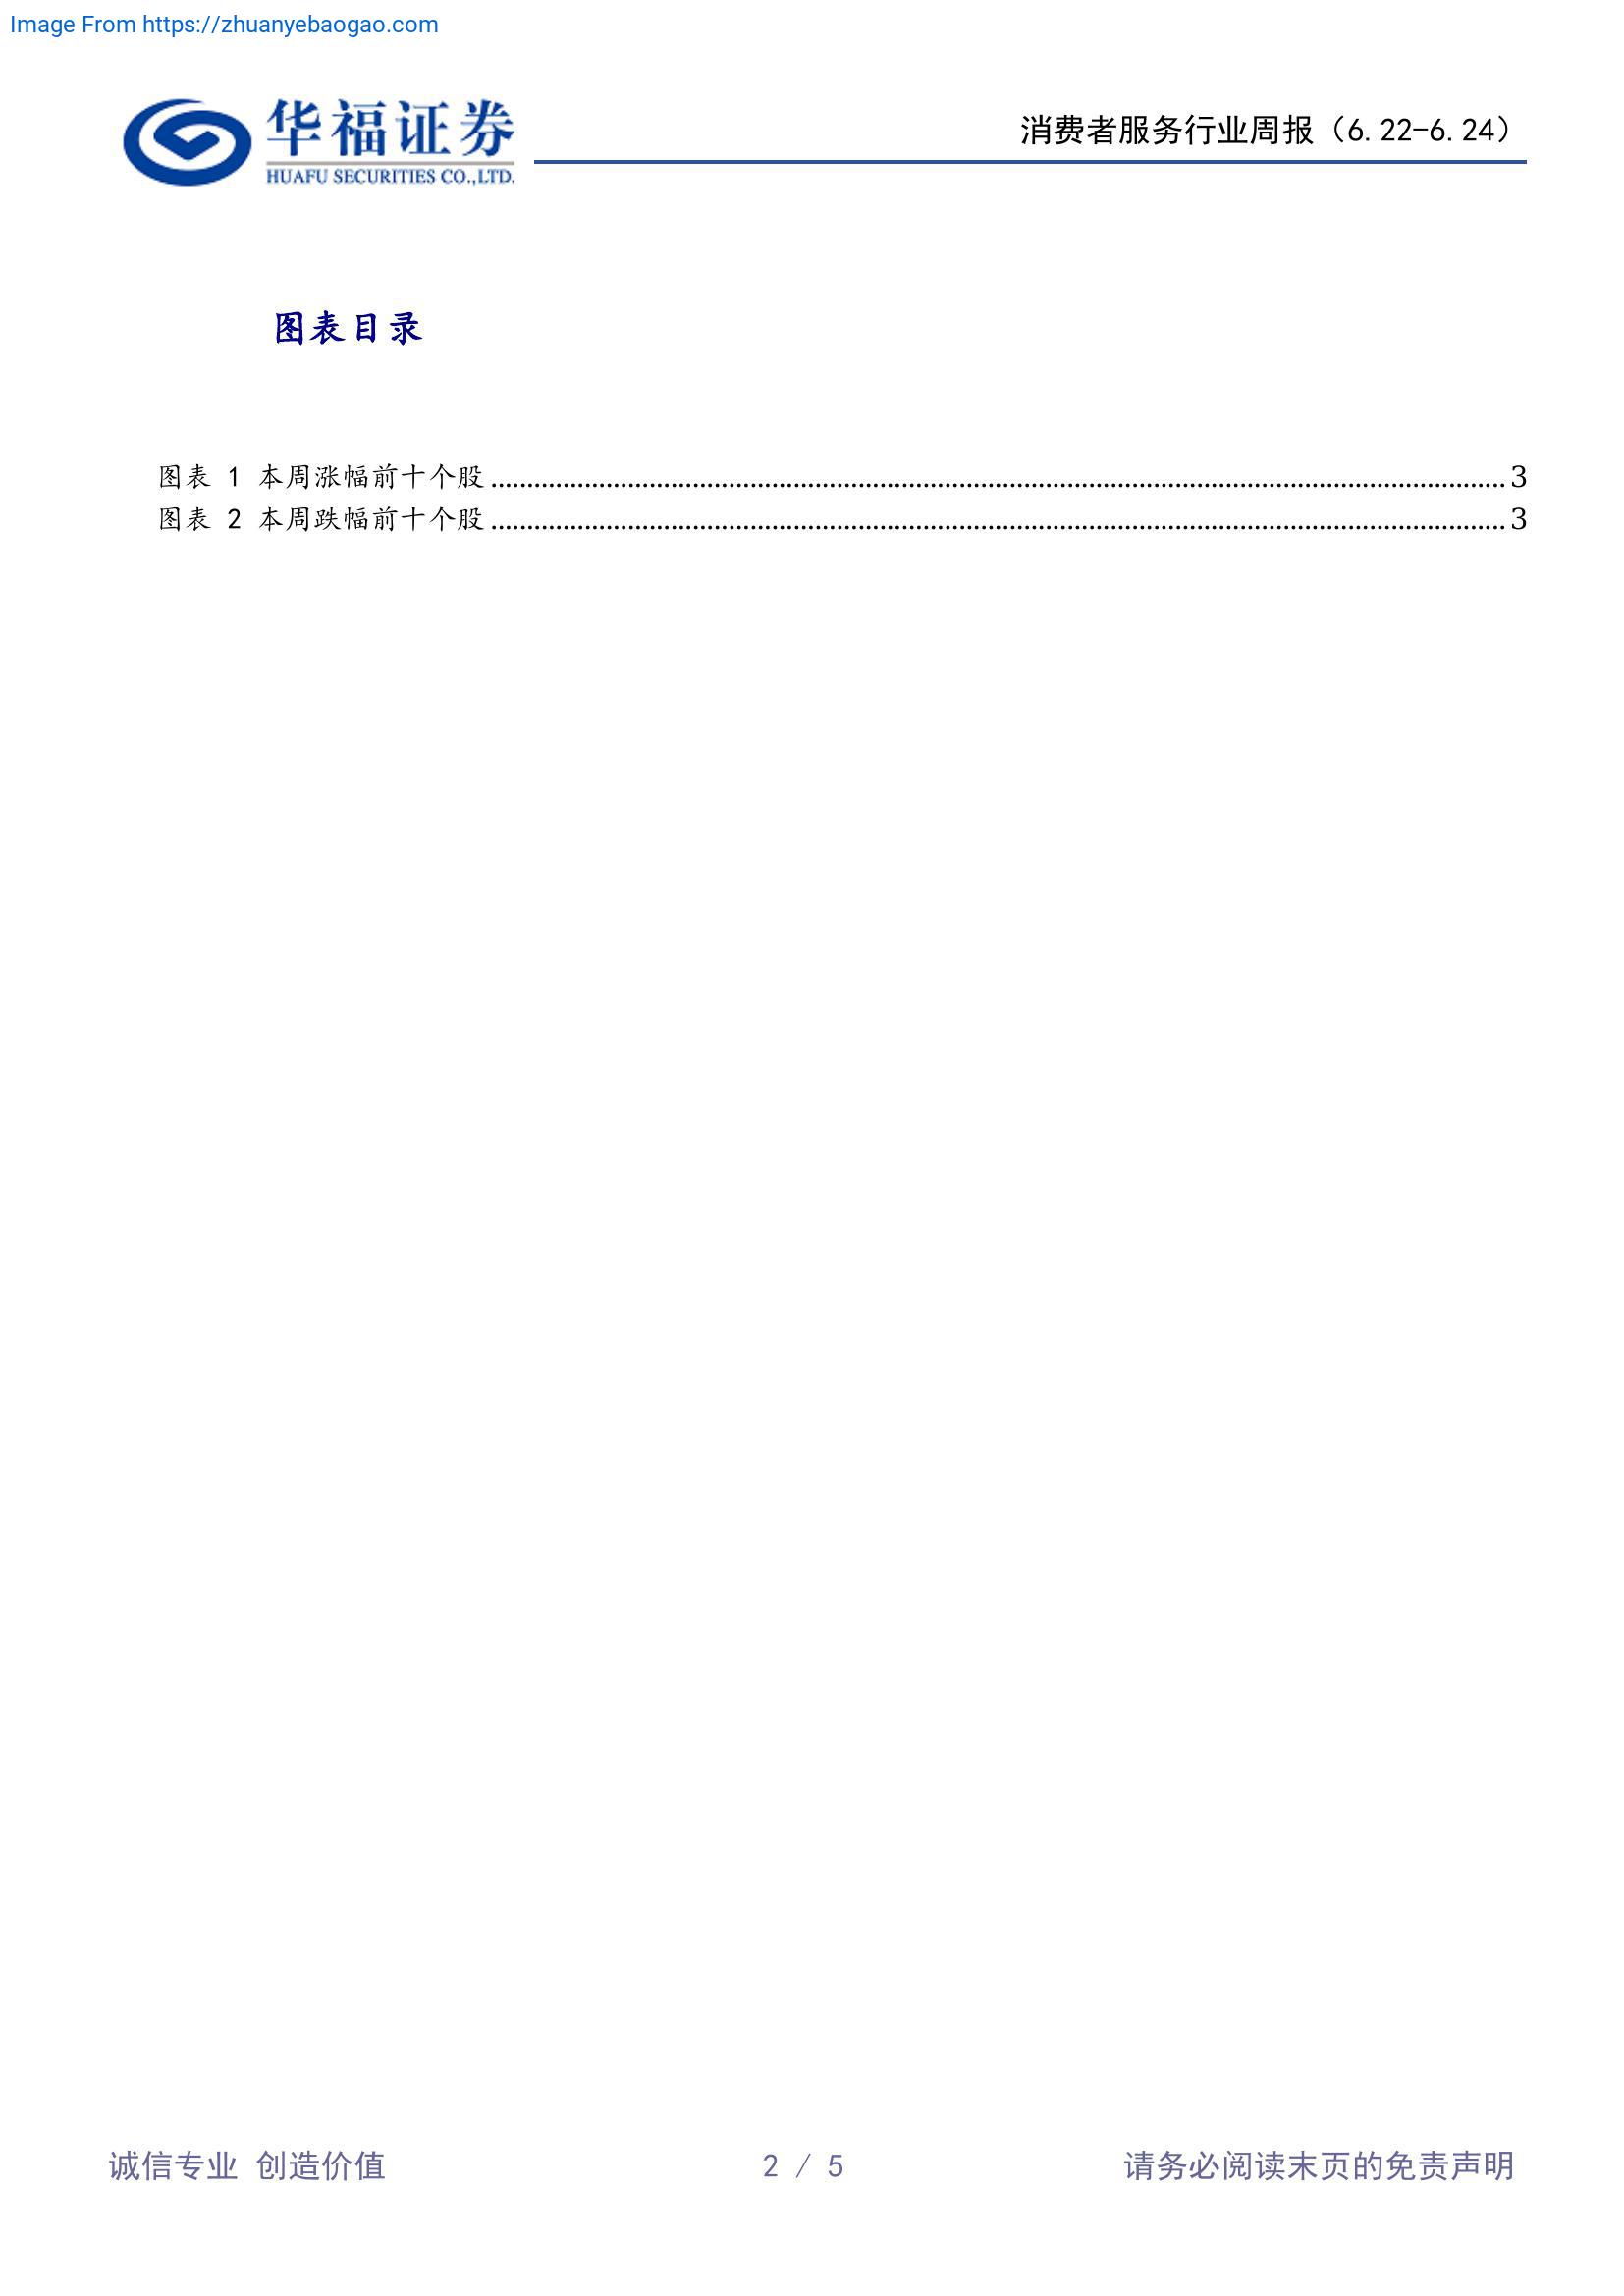 Image From https://zhuanyebaogao.com
华福证券
HUAFU SECURITIES CO.,LTD.
消费者服务行业周报（6.22-6.24）
图表目录
图表 1 本周涨幅前十个股 3
图表 2 本周跌幅前十个股 3
诚信专业 创造价值
2 / 5
请务必阅读末页的免责声明